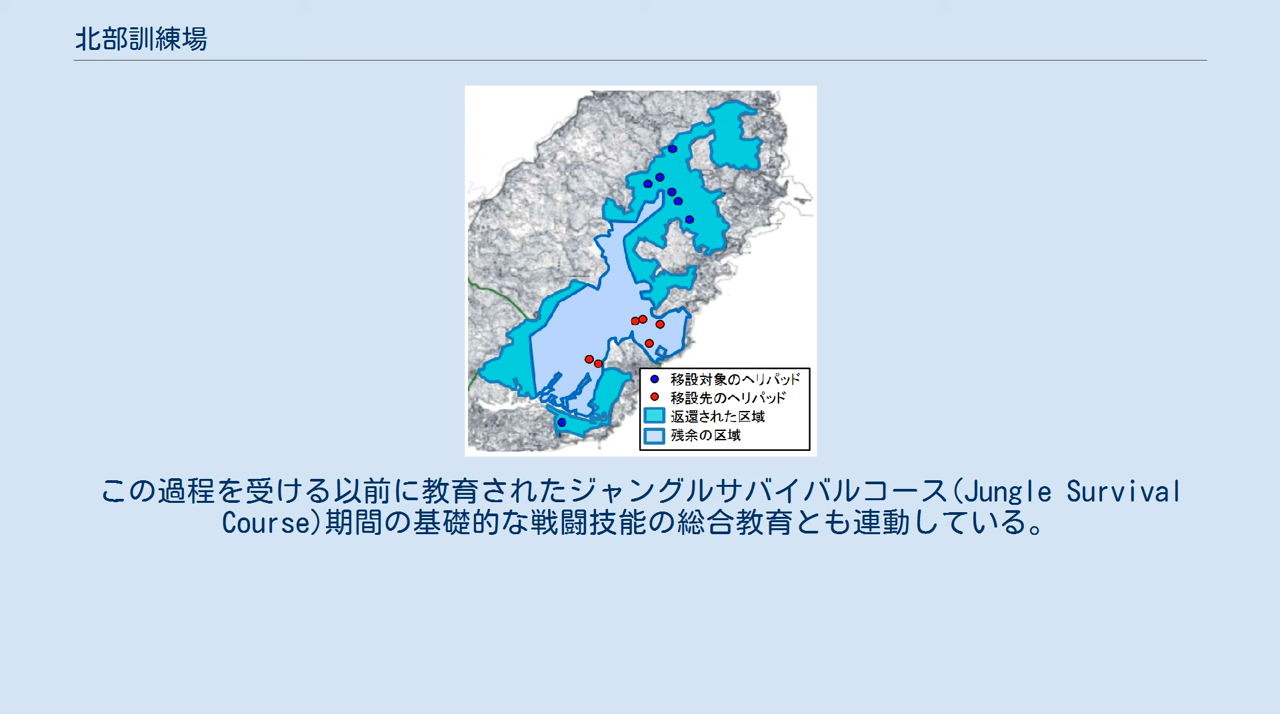 北部訓練場
移設対象のヘリパッド
移設先のヘリパッド
返還された区域
残余の区域
この過程を受ける以前に教育されたジャングルサバイバルコース(Jungle Survival
Course)期間の基礎的な戦闘技能の総合教育とも連動している。